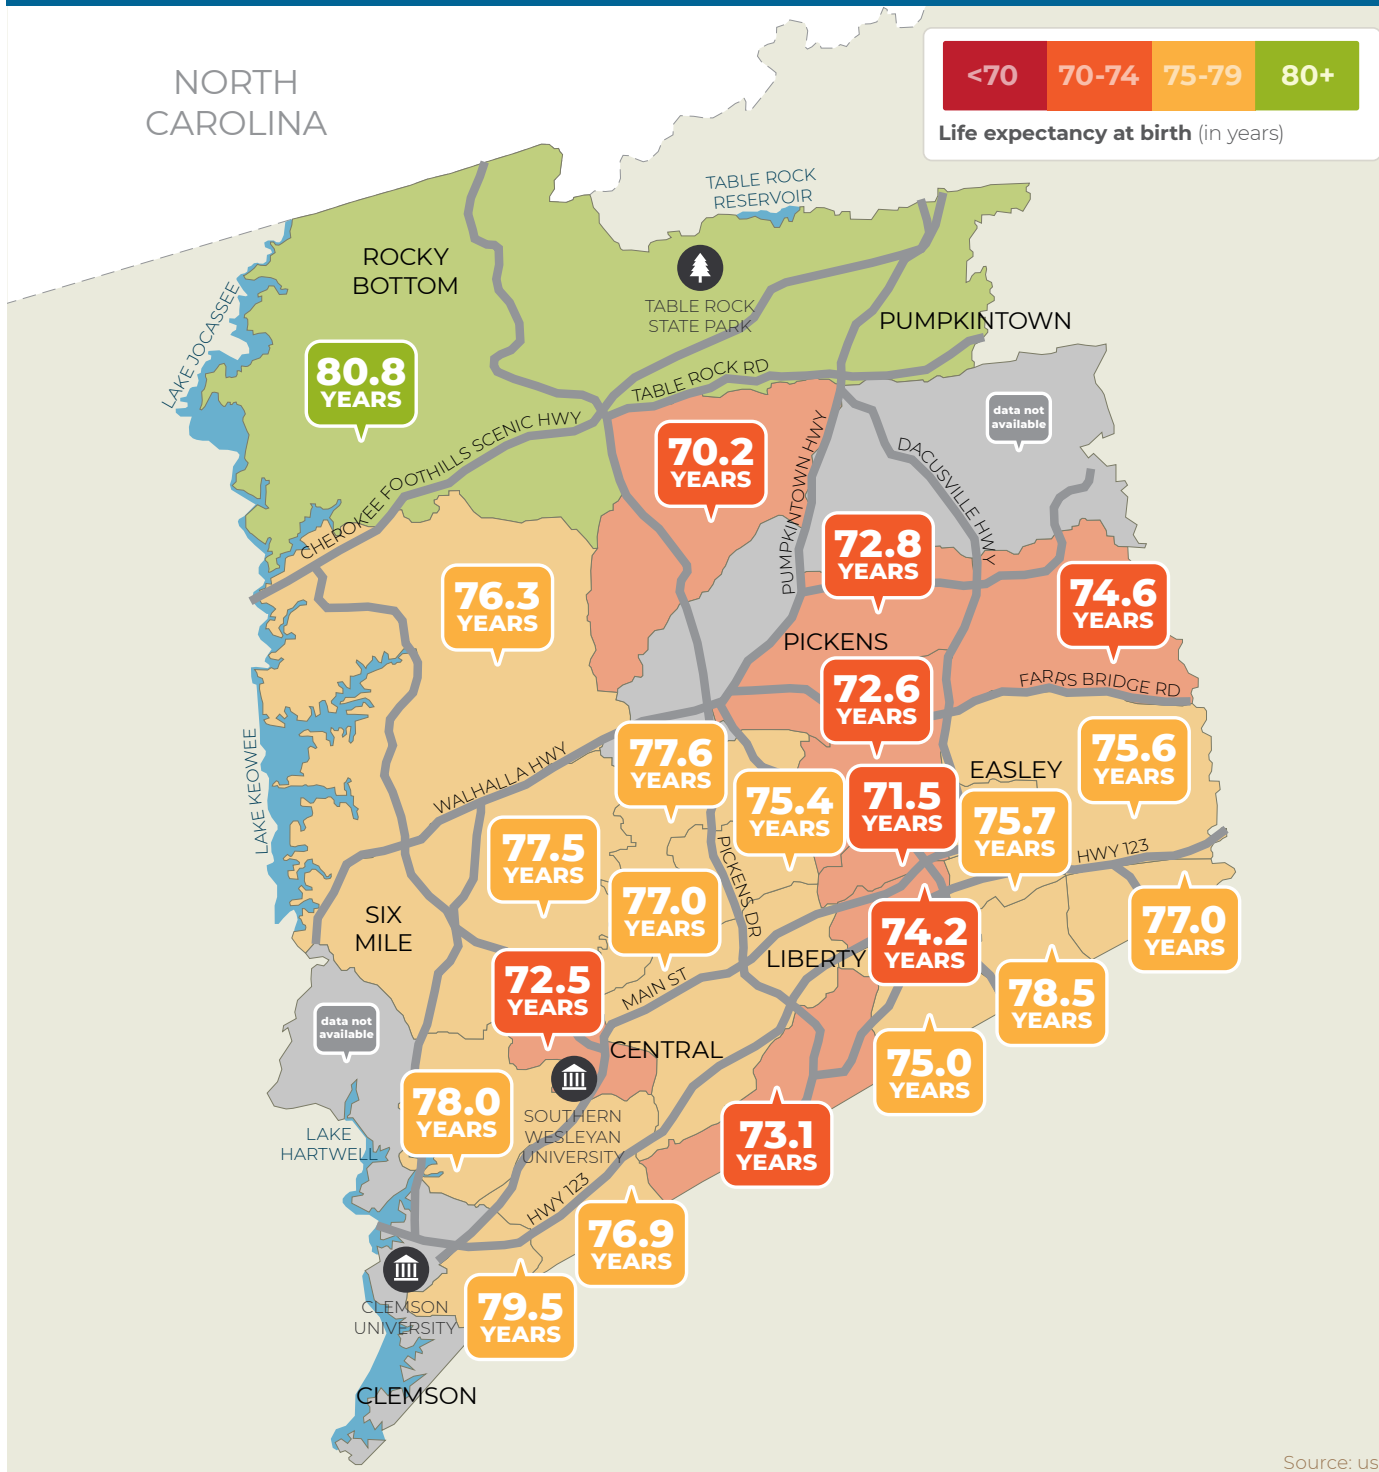 NORTH
CAROLINA
<70
70-74
75-79
80+
Life expectancy at birth (in years)
TABLE ROCK
RESERVOIR
ROCKY
BOTTOM
LAKE JOCASSEE
TABLE ROCK
STATE PARK
PUMPKINTOWN
80.8
YEARS
TABLE ROCK RD
CHEROKEE FOOTHILLS SCENIC HWY
70.2
YEARS
PUMPKINTOWN HWY
DACUSVILLE HWY
data not
available
72.8
YEARS
76.3
YEARS
74.6
YEARS
PICKENS
72.6
YEARS
FARRS BRIDGE RD
LAKE KEOWEE
WALHALLA HWY
77.6
YEARS
75.4
YEARS
71.5
YEARS
EASLEY
75.6
YEARS
75.7
YEARS
HWY 123
77.5
YEARS
PICKENS DR
77.0
YEARS
SIX
MILE
74.2
YEARS
77.0
YEARS
LIBERTY
72.5
YEARS
MAIN ST
78.5
YEARS
data not
available
CENTRAL
75.0
YEARS
78.0
YEARS
SOUTHERN
WESLEYAN
UNIVERSITY
LAKE
HARTWELL
73.1
YEARS
HWY 123
76.9
YEARS
CLEMSON
UNIVERSITY
79.5
YEARS
CLEMSON
Source: us